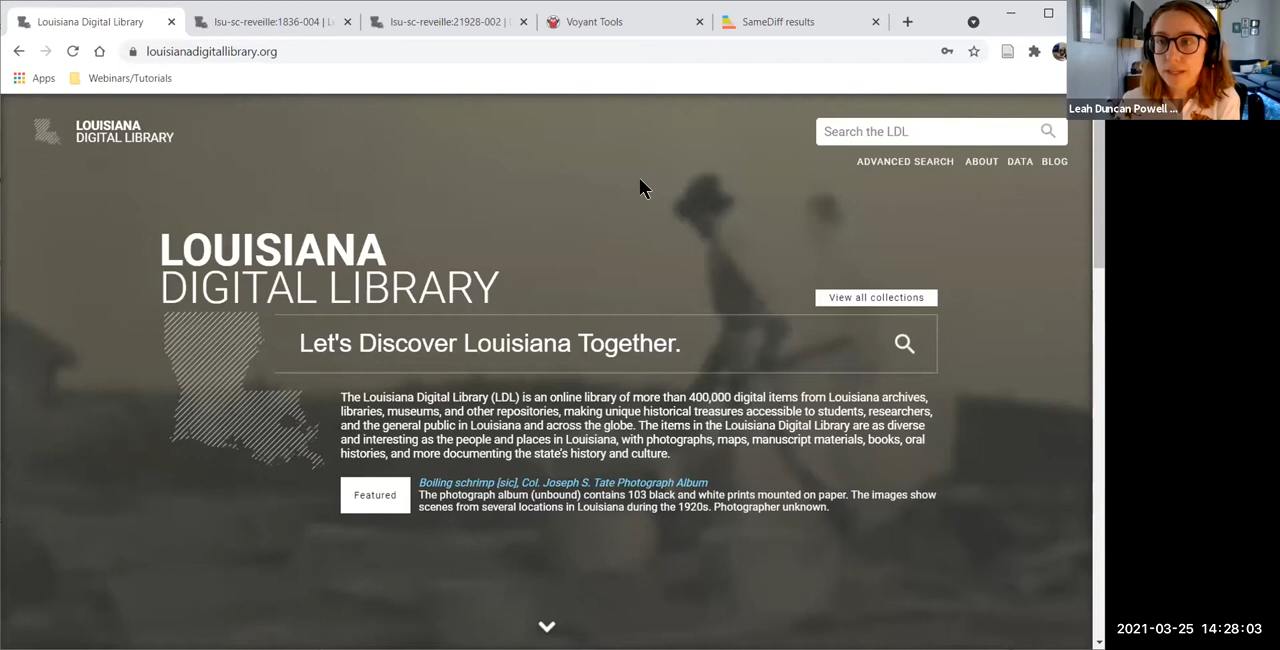 Louisiana Digital Library
lsu-sc-reveille:1836-004 | L
lsu-sc-reveille:21928-002 |
Voyant Tools
SameDiff results
louisianadigitallibrary.org
Apps
Webinars/Tutorials
Leah Duncan Powell ...
LOUISIANA
DIGITAL LIBRARY
Search the LDL
ADVANCED SEARCH ABOUT DATA BLOG
LOUISIANA
DIGITAL LIBRARY
View all collections
Let's Discover Louisiana Together.
The Louisiana Digital Library (LDL) is an online library of more than 400,000 digital items from Louisiana archives,
libraries, museums, and other repositories, making unique historical treasures accessible to students, researchers,
and the general public in Louisiana and across the globe. The items in the Louisiana Digital Library are as diverse
and interesting as the people and places in Louisiana, with photographs, maps, manuscript materials, books, oral
histories, and more documenting the state's history and culture.
Featured
Boiling schrimp [sic], Col. Joseph S. Tate Photograph Album
The photograph album (unbound) contains 103 black and white prints mounted on paper. The images show
scenes from several locations in Louisiana during the 1920s. Photographer unknown.
2021-03-25 14:28:03